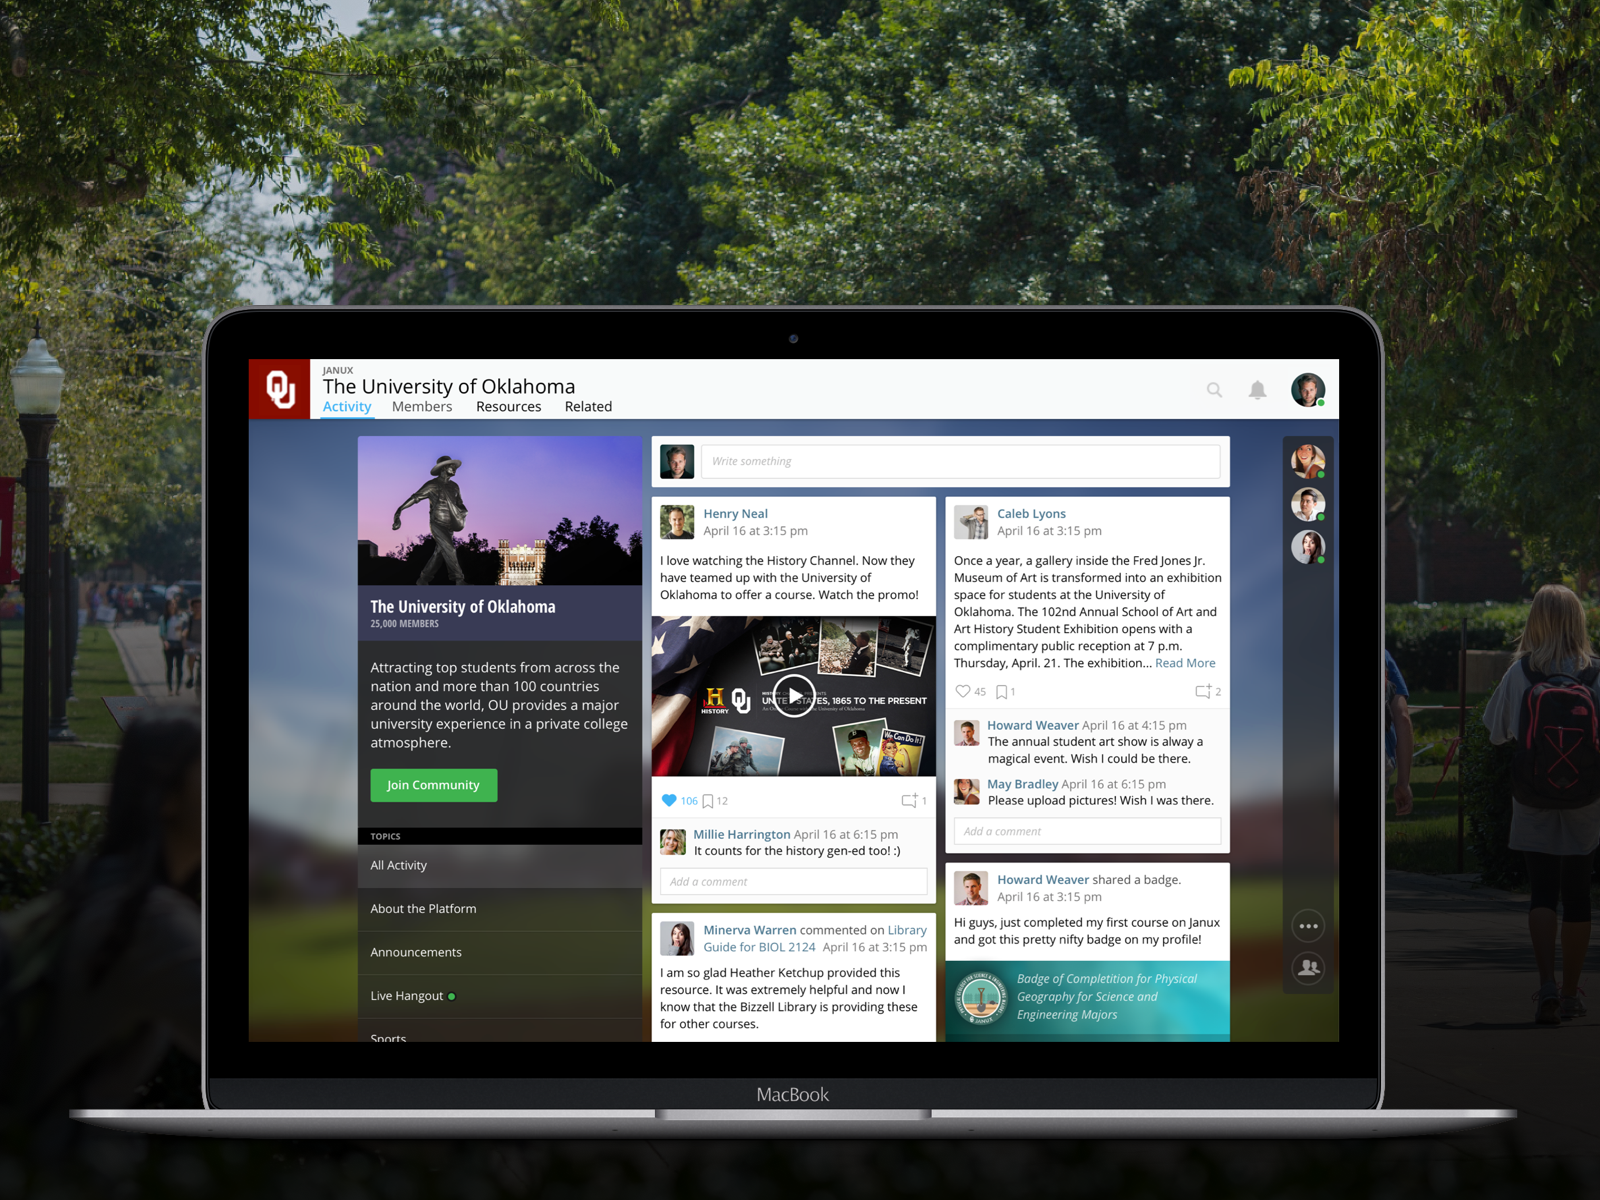 JANUX
The University of Oklahoma
Activity Members Resources Related
The University of Oklahoma
25,000 MEMBERS
Attracting top students from across the
nation and more than 100 countries
around the world, OU provides a major
university experience in a private college
atmosphere.
Join Community
TOPICS
All Activity
About the Platform
Announcements
Live Hangout
Sports
Write something
Henry Neal
April 16 at 3:15 pm
I love watching the History Channel. Now they
have teamed up with the University of
Oklahoma to offer a course. Watch the promo!
H
HISTORY
OU
UNITED STATES, 1865 TO THE PRESENT
We Can Do It!
106 12 1
Millie Harrington April 16 at 6:15 pm
It counts for the history gen-ed too! :)
Add a comment
Minerva Warren commented on Library
Guide for BIOL 2124 April 16 at 3:15 pm
I am so glad Heather Ketchup provided this
resource. It was extremely helpful and now I
know that the Bizzell Library is providing these
for other courses.
Caleb Lyons
April 16 at 3:15 pm
Once a year, a gallery inside the Fred Jones Jr.
Museum of Art is transformed into an exhibition
space for students at the University of
Oklahoma. The 102nd Annual School of Art and
Art History Student Exhibition opens with a
complimentary public reception at 7 p.m.
Thursday, April. 21. The exhibition... Read More
45 1 2
Howard Weaver April 16 at 4:15 pm
The annual student art show is alway a
magical event. Wish I could be there.
May Bradley April 16 at 6:15 pm
Please upload pictures! Wish I was there.
Add a comment
Howard Weaver shared a badge.
April 16 at 3:15 pm
Hi guys, just completed my first course on Janux
and got this pretty nifty badge on my profile!
Badge of Completition for Physical
Geography for Science and
Engineering Majors
MacBook